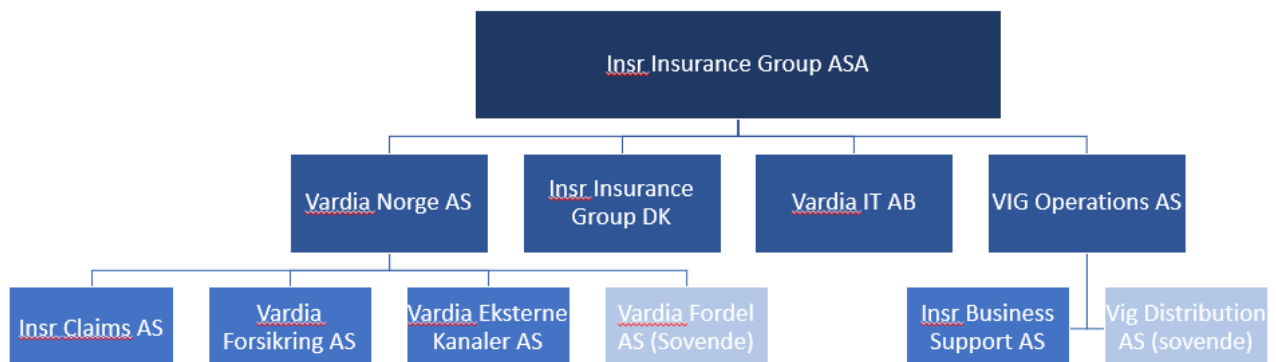 Insr Insurance Group ASA
Vardia Norge AS
Insr Insurance
Group DK
Vardia IT AB
VIG Operations AS
Insr Claims AS
Vardia
Forsikring AS
Vardia Eksterne
Kanaler AS
Vardia Fordel
AS (Sovende)
Insr Business
Support AS
Vig Distribution
AS (sovende)